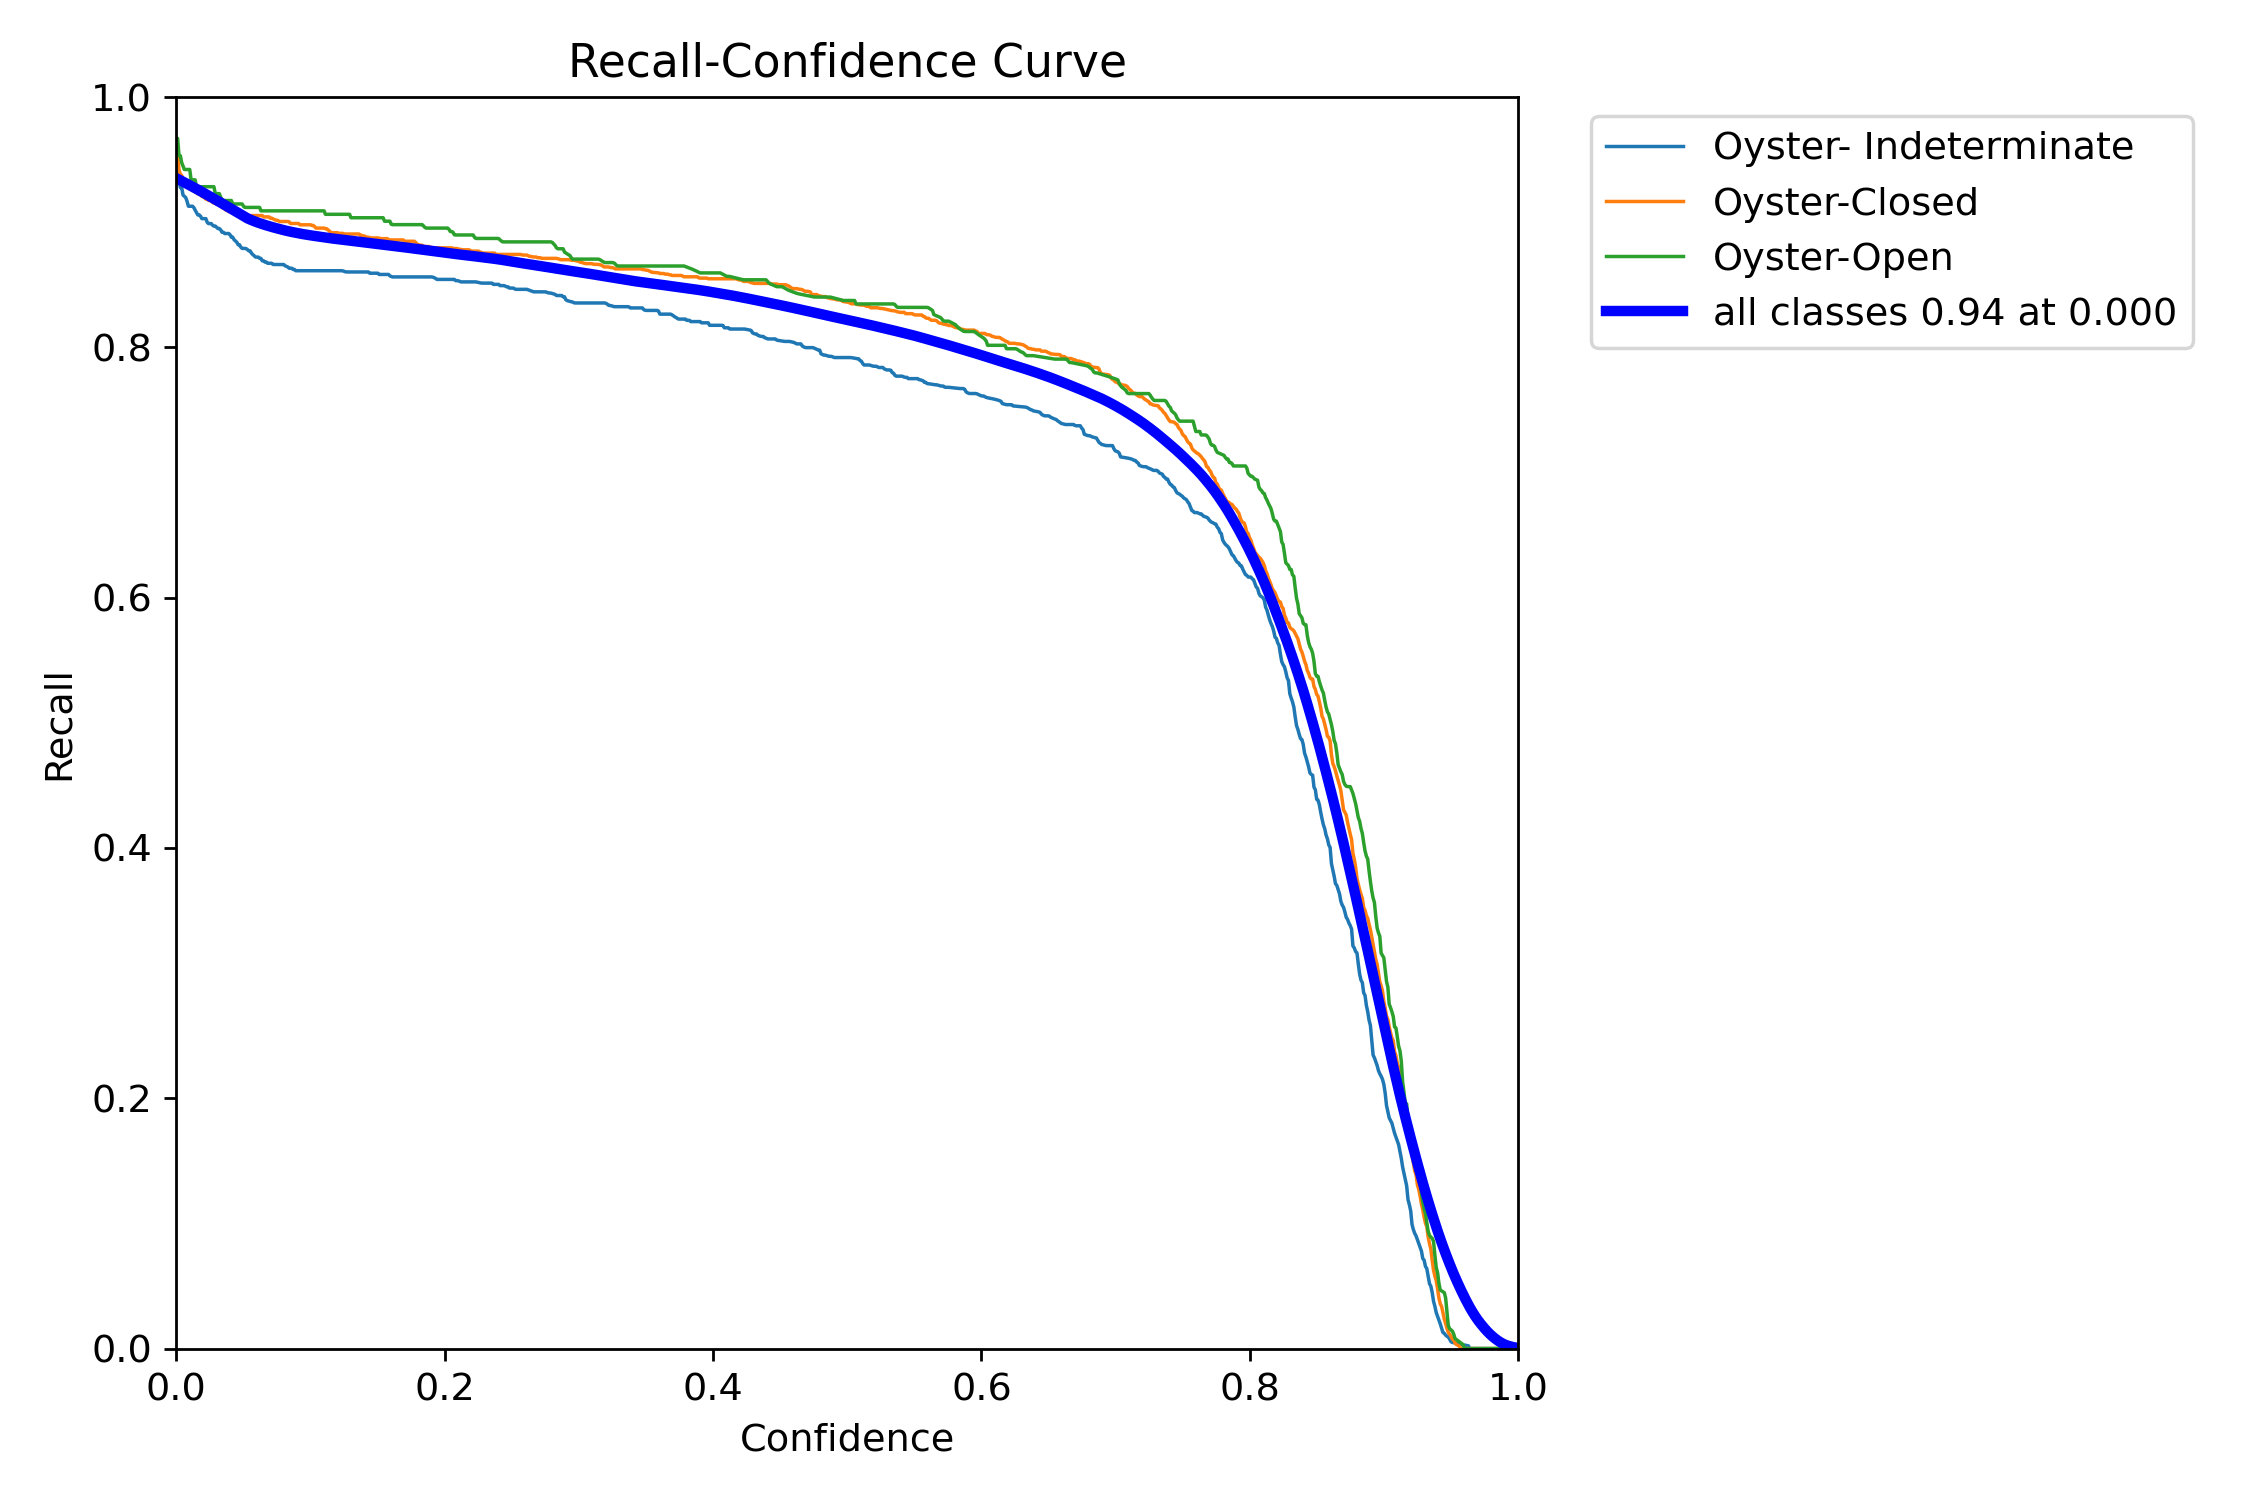 Recall-Confidence Curve
1.0
0.8
0.6
0.4
0.2
0.0
Recall
0.0 0.2 0.4 0.6 0.8 1.0
Confidence
Oyster- Indeterminate
Oyster-Closed
Oyster-Open
all classes 0.94 at 0.000